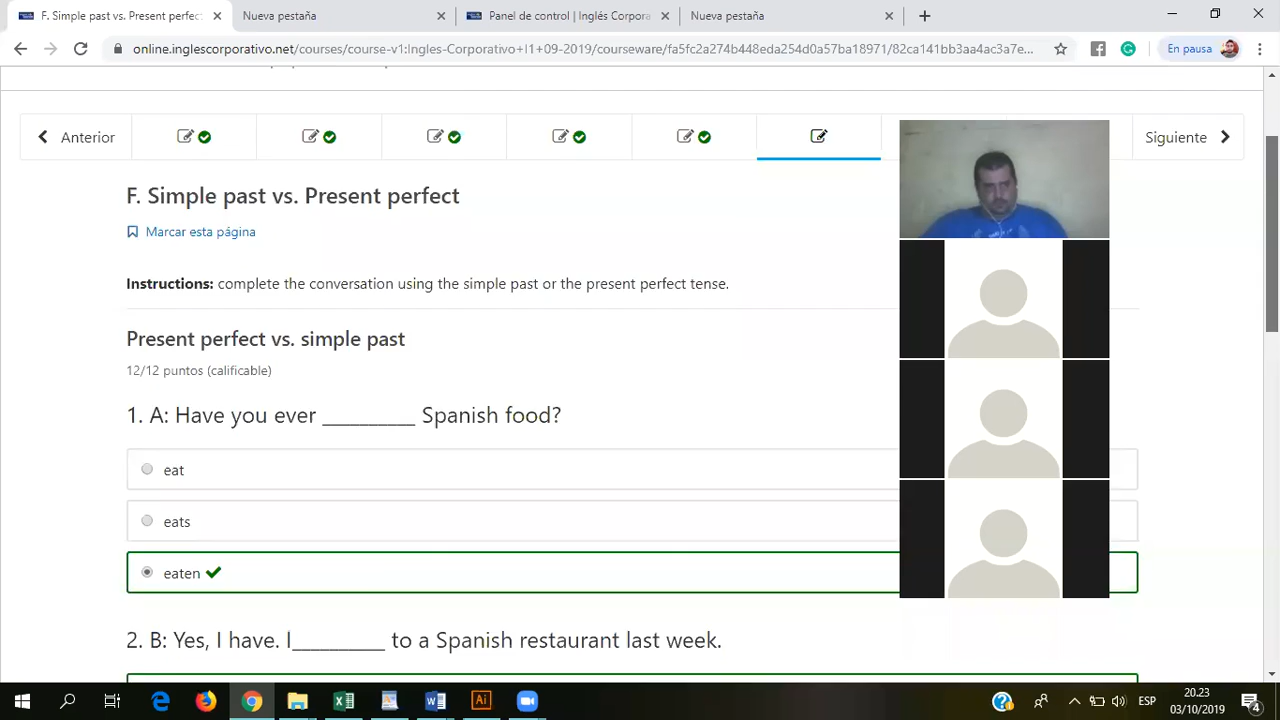 F. Simple past vs. Present perfec
Nueva pestaña
Panel de control | Inglés Corpora
Nueva pestaña
online.inglescorporativo.net/courses/course-v1:Ingles-Corporativo+I1+09-2019/courseware/fa5fc2a274b448eda254d0a57ba18971/82ca141bb3aa4ac3a7e...
En pausa
Anterior
Siguiente
F. Simple past vs. Present perfect
Marcar esta página
Instructions: complete the conversation using the simple past or the present perfect tense.
Present perfect vs. simple past
12/12 puntos (calificable)
1. A: Have you ever __________ Spanish food?
eat
eats
eaten
2. B: Yes, I have. I__________ to a Spanish restaurant last week.
ESP
20.23
03/10/2019
4